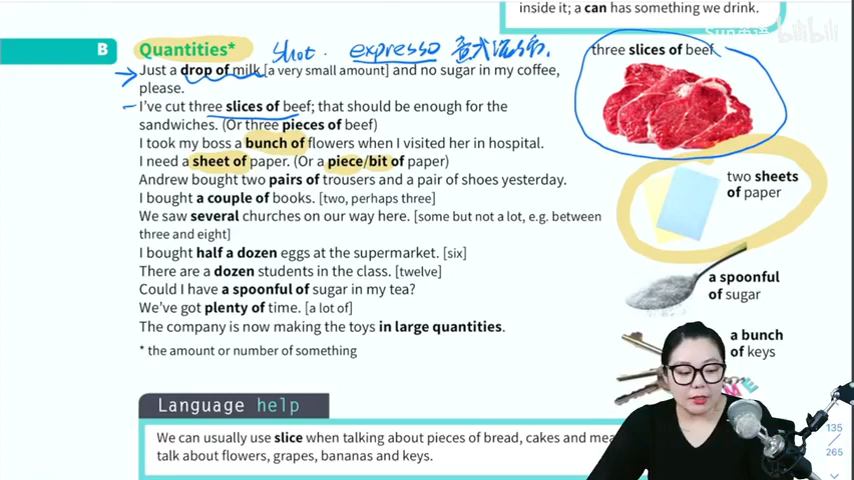 inside it; a can has something we drink.
bilibili
B Quantities* shot. expresso 意式浓缩
three slices of beef
Just a drop of milk [a very small amount] and no sugar in my coffee,
please.
I've cut three slices of beef; that should be enough for the
sandwiches. (Or three pieces of beef)
I took my boss a bunch of flowers when I visited her in hospital.
I need a sheet of paper. (Or a piece/bit of paper)
two sheets
of paper
Andrew bought two pairs of trousers and a pair of shoes yesterday.
I bought a couple of books. [two, perhaps three]
We saw several churches on our way here. [some but not a lot, e.g. between
three and eight]
I bought half a dozen eggs at the supermarket. [six]
There are a dozen students in the class. [twelve]
Could I have a spoonful of sugar in my tea?
a spoonful
of sugar
We've got plenty of time. [a lot of]
The company is now making the toys in large quantities.
a bunch
of keys
* the amount or number of something
Language help
We can usually use slice when talking about pieces of bread, cakes and
talk about flowers, grapes, bananas and keys.
135
265